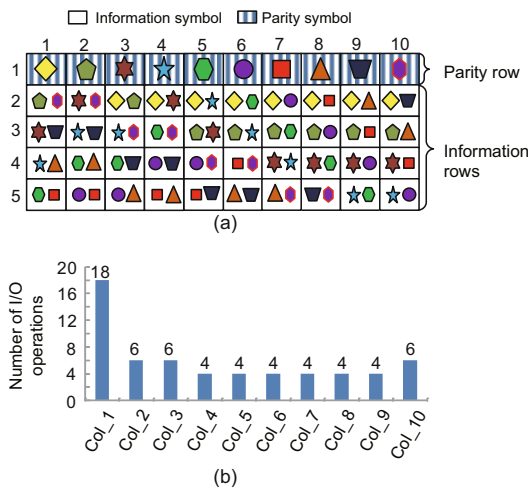 Information symbol Parity symbol
1 2 3 4 5 6 7 8 9 10
1
Parity row
2
3
4
5
Information rows
(a)
Number of I/O operations
20
16
12
8
4
0
18
6
6
4
4
4
4
4
4
6
Col_1
Col_2
Col_3
Col_4
Col_5
Col_6
Col_7
Col_8
Col_9
Col_10
(b)